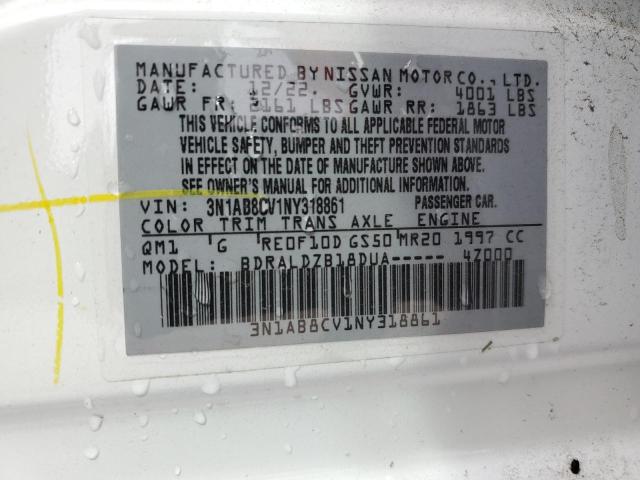 MANUFACTURED BY NISSAN MOTOR CO., LTD.
DATE: 12/22. GVWR: 4001 LBS
GAWR FR: 2161 LBS GAWR RR: 1863 LBS
THIS VEHICLE CONFORMS TO ALL APPLICABLE FEDERAL MOTOR
VEHICLE SAFETY, BUMPER AND THEFT PREVENTION STANDARDS
IN EFFECT ON THE DATE OF MANUFACTURE SHOWN ABOVE.
SEE OWNER'S MANUAL FOR ADDITIONAL INFORMATION
VIN: 3N1AB8CV1NY318861 PASSENGER CAR.
COLOR TRIM TRANS AXLE ENGINE
QM1 G RE0F10D GS50 MR20 1997 CC
MODEL: BDRALDZB18DUA----- 4Z000
3N1AB8CV1NY318861